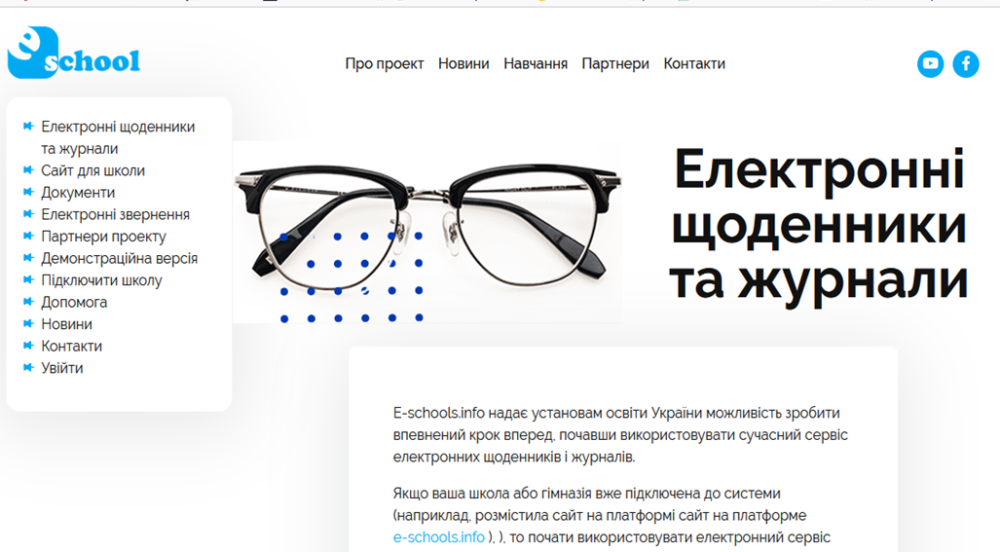 e school
Про проект Новини Навчання Партнери Контакти
Електронні щоденники
та журнали
Сайт для школи
Документи
Електронні звернення
Партнери проекту
Демонстраційна версія
Підключити школу
Допомога
Новини
Контакти
Увійти
Електронні
щоденники
та журнали
E-schools.info надає установам освіти України можливість зробити
впевнений крок вперед, почавши використовувати сучасний сервіс
електронних щоденників і журналів.
Якщо ваша школа або гімназія вже підключена до системи
(наприклад, розмістила сайт на платформі сайт на платформе
e-schools.info ), ), то почати використовувати електронний сервіс